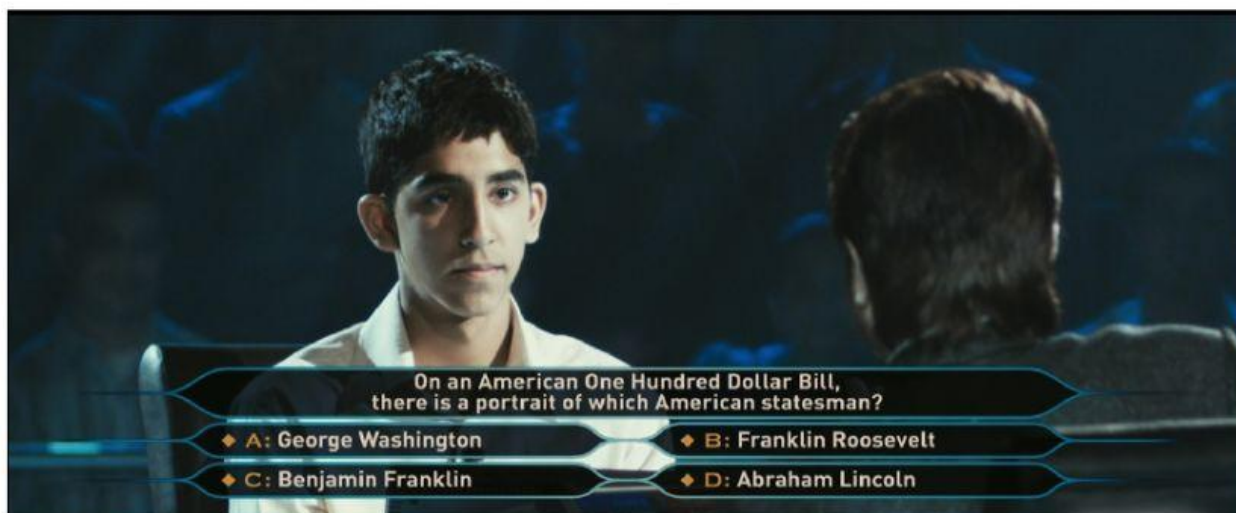 On an American One Hundred Dollar Bill,
there is a portrait of which American statesman?
A: George Washington
B: Franklin Roosevelt
C: Benjamin Franklin
D: Abraham Lincoln